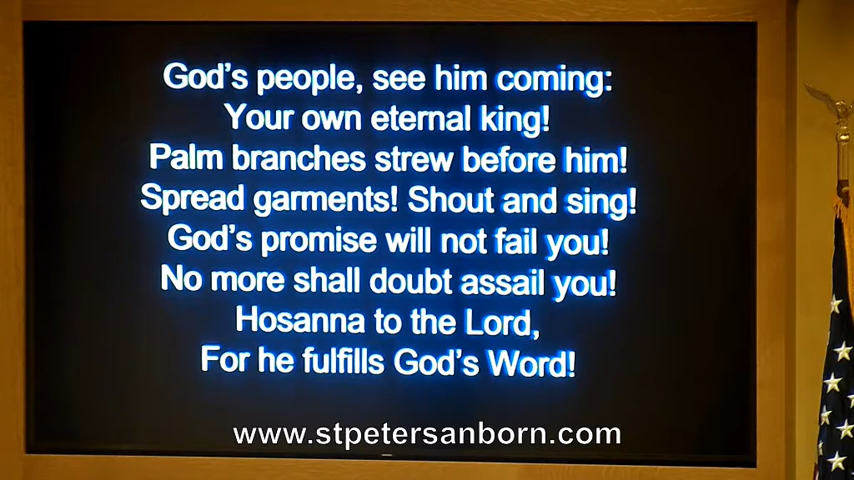 God's people, see him coming:
Your own eternal king!
Palm branches strew before him!
Spread garments! Shout and sing!
God's promise will not fail you!
No more shall doubt assail you!
Hosanna to the Lord,
For he fulfills God's Word!
www.stpetersanborn.com